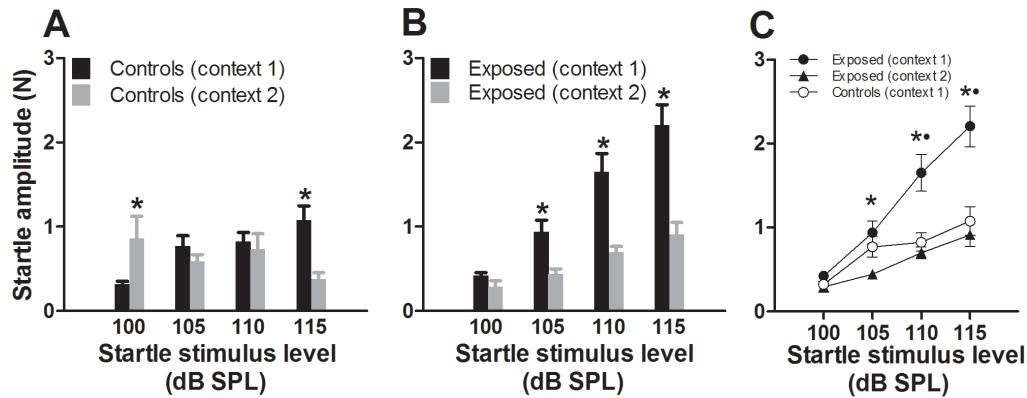 A
Startle amplitude (N)
3
2
1
0
Controls (context 1)
Controls (context 2)
*
*
100 105 110 115
Startle stimulus level
(dB SPL)
B
3
2
1
0
Exposed (context 1)
Exposed (context 2)
*
*
*
100 105 110 115
Startle stimulus level
(dB SPL)
C
3
2
1
0
Exposed (context 1)
Exposed (context 2)
Controls (context 1)
*
*•
*•
100 105 110 115
Startle stimulus level
(dB SPL)